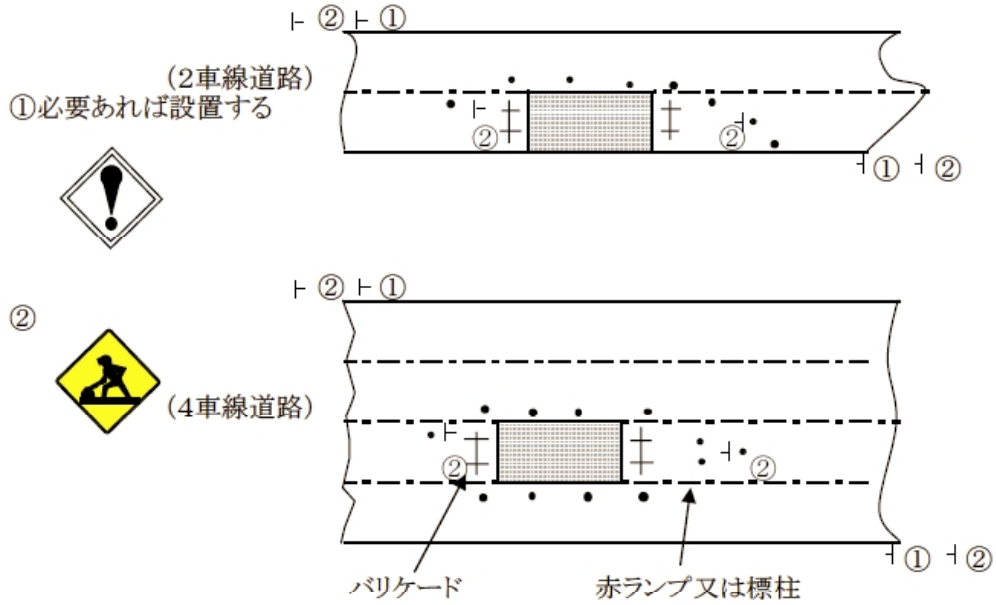 ② ①
(2車線道路)
①必要あれば設置する
② ②
① ②
② ①
②
(4車線道路)
② ②
① ②
バリケード 赤ランプ又は標柱